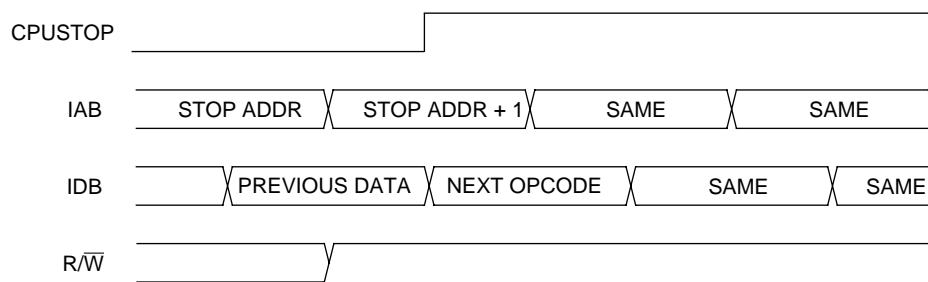 CPUSTOP
IAB STOP ADDR STOP ADDR + 1 SAME SAME
IDB PREVIOUS DATA NEXT OPCODE SAME SAME
R/W̅